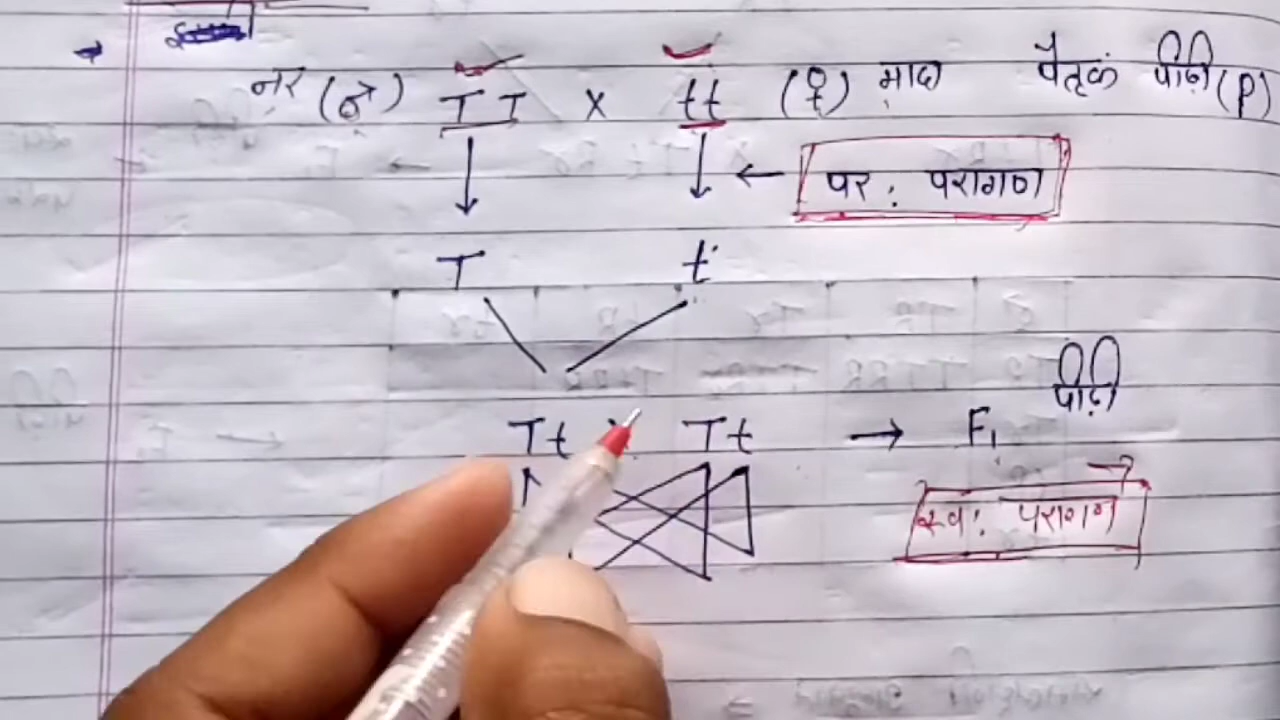 नर (♂) TT x tt (♀) मादा पैतृक पीढ़ी (P)
पर : परागण
T t
पीढ़ी
Tt x Tt → F₁
स्व : परागण